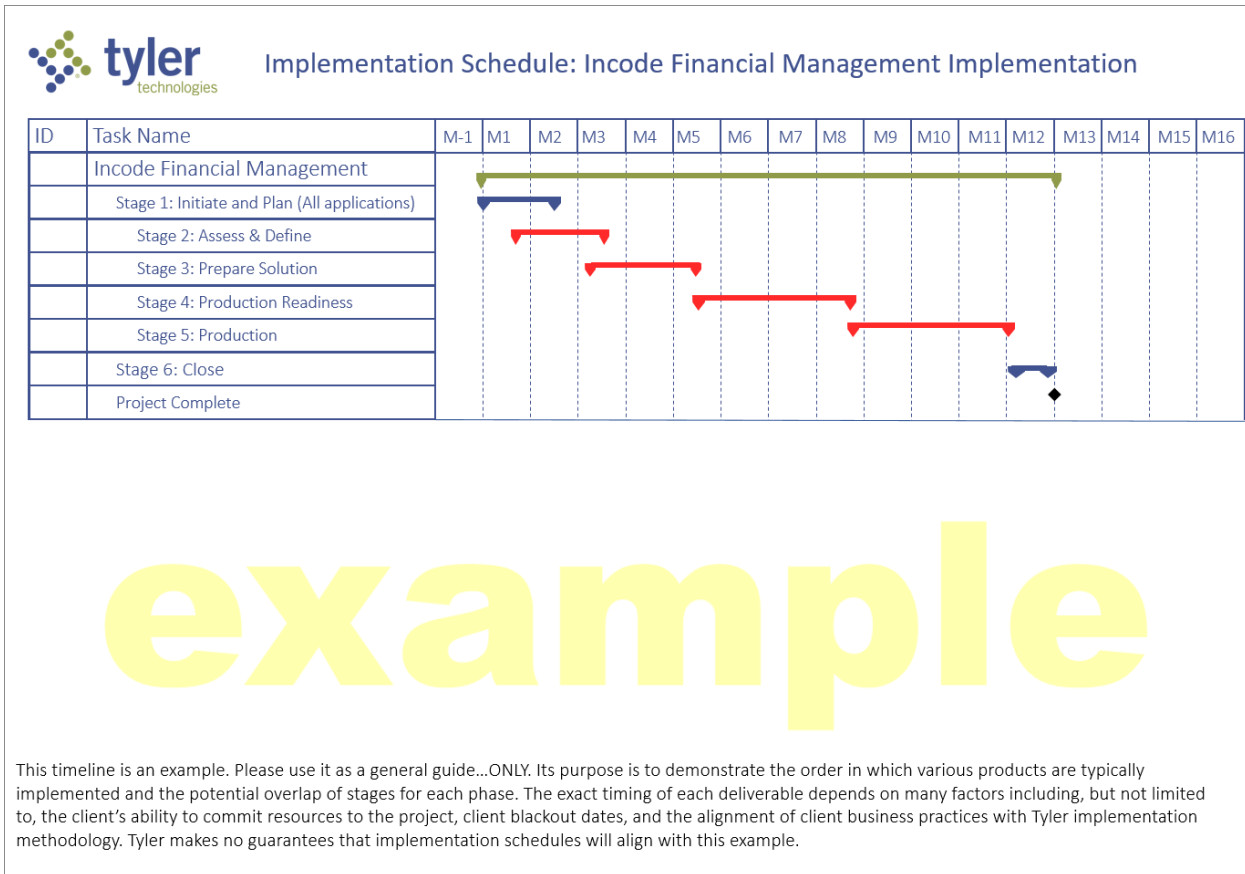 tyler
technologies
Implementation Schedule: Incode Financial Management Implementation
ID Task Name M-1 M1 M2 M3 M4 M5 M6 M7 M8 M9 M10 M11 M12 M13 M14 M15 M16
Incode Financial Management
Stage 1: Initiate and Plan (All applications)
Stage 2: Assess & Define
Stage 3: Prepare Solution
Stage 4: Production Readiness
Stage 5: Production
Stage 6: Close
Project Complete
example
This timeline is an example. Please use it as a general guide...ONLY. Its purpose is to demonstrate the order in which various products are typically
implemented and the potential overlap of stages for each phase. The exact timing of each deliverable depends on many factors including, but not limited
to, the client’s ability to commit resources to the project, client blackout dates, and the alignment of client business practices with Tyler implementation
methodology. Tyler makes no guarantees that implementation schedules will align with this example.